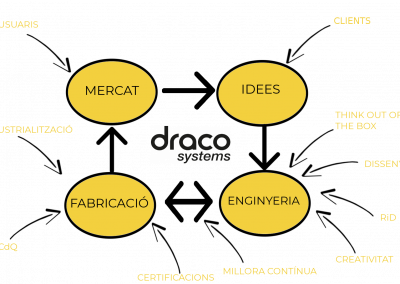 USUARIS
CLIENTS
MERCAT
IDEES
THINK OUT OF
THE BOX
USTRIALITZACIÓ
draco
systems
DISSEN
FABRICACIÓ
ENGINYERIA
RiD
CdQ
CERTIFICACIONS
MILLORA CONTÍNUA
CREATIVITAT